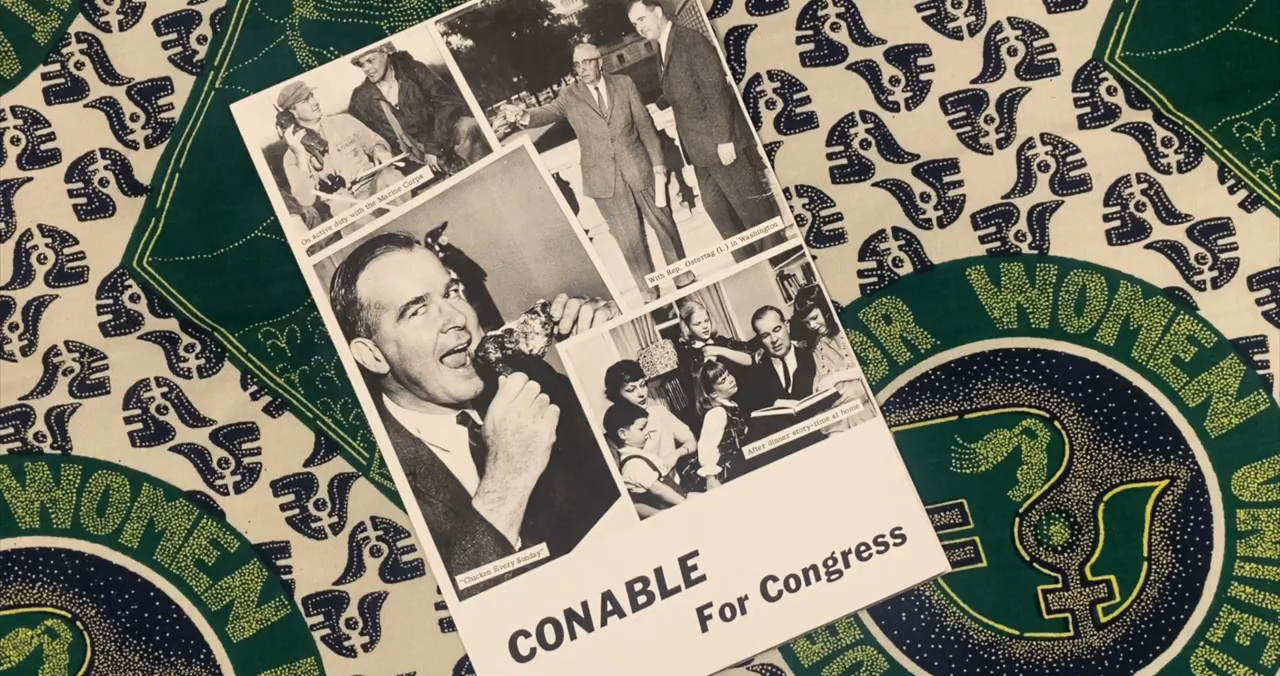 On active duty with the Marine Corps
With Rep. Ostertag (l.) in Washington
"Chicken Every Sunday"
After dinner story-time at home
CONABLE
For Congress
WOMEN
WOMEN